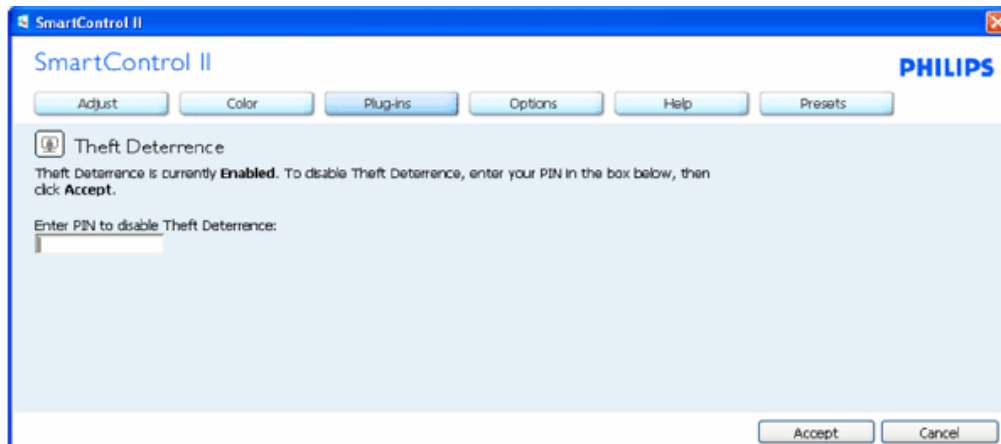 SmartControl II
SmartControl II
PHILIPS
Adjust Color Plug-ins Options Help Presets
Theft Deterrence
Theft Deterrence is currently Enabled. To disable Theft Deterrence, enter your PIN in the box below, then
click Accept.
Enter PIN to disable Theft Deterrence:
Accept Cancel